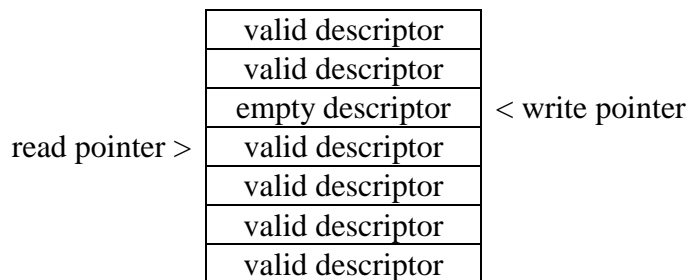 valid descriptor
valid descriptor
empty descriptor < write pointer
read pointer > valid descriptor
valid descriptor
valid descriptor
valid descriptor